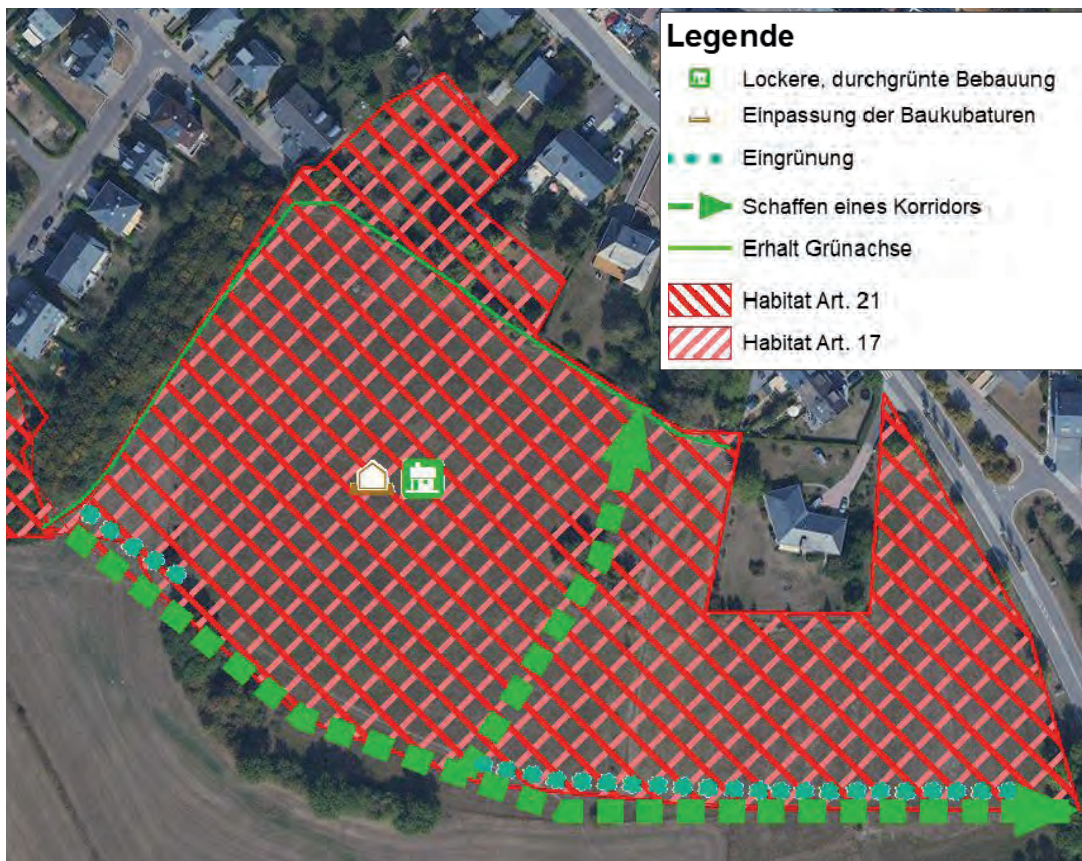 Legende
Lockere, durchgrünte Bebauung
Einpassung der Baukubaturen
Eingrünung
Schaffen eines Korridors
Erhalt Grünachse
Habitat Art. 21
Habitat Art. 17